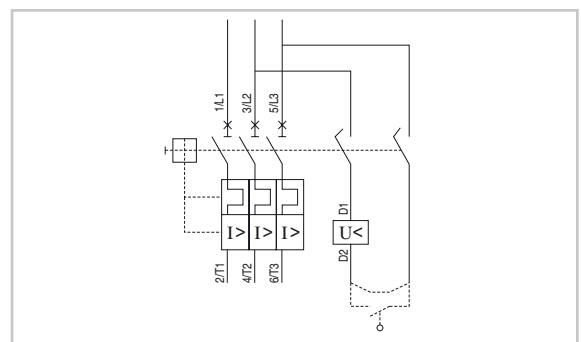 1/L1 3/L2 5/L3
D1
I> I> I> U<
D2
2/T1 4/T2 6/T3